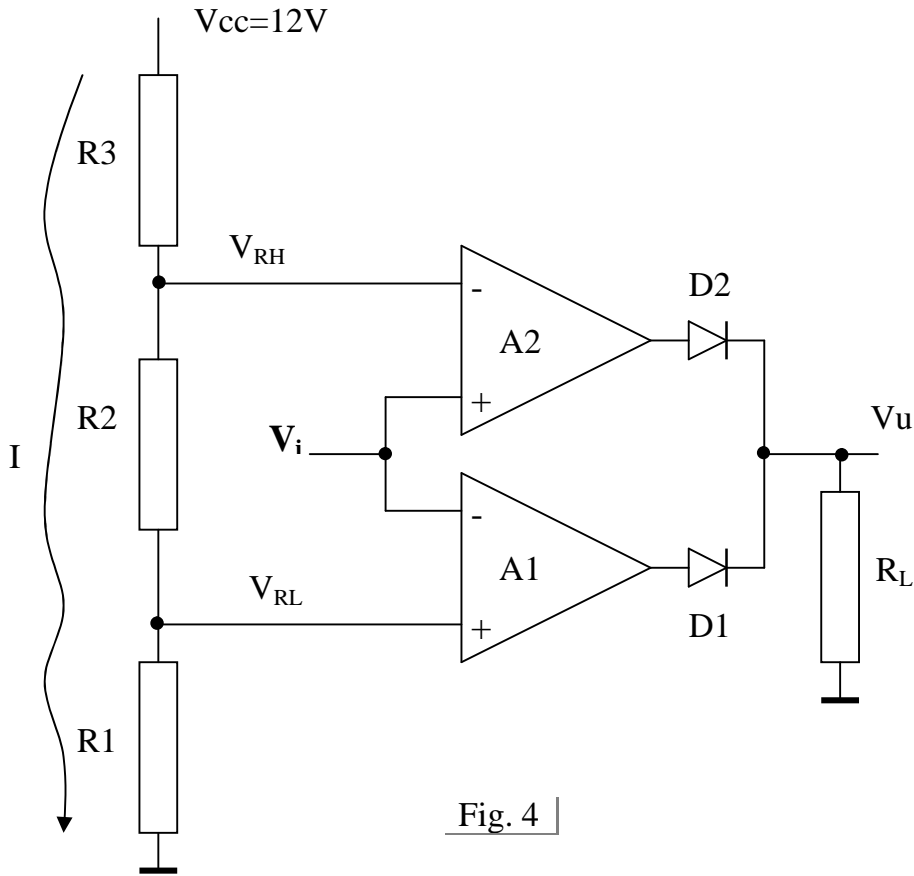 Vcc=12V
R3
V_RH
-
D2
A2
R2
+
Vu
V_i
I
-
A1
R_L
V_RL
+
D1
R1
Fig. 4